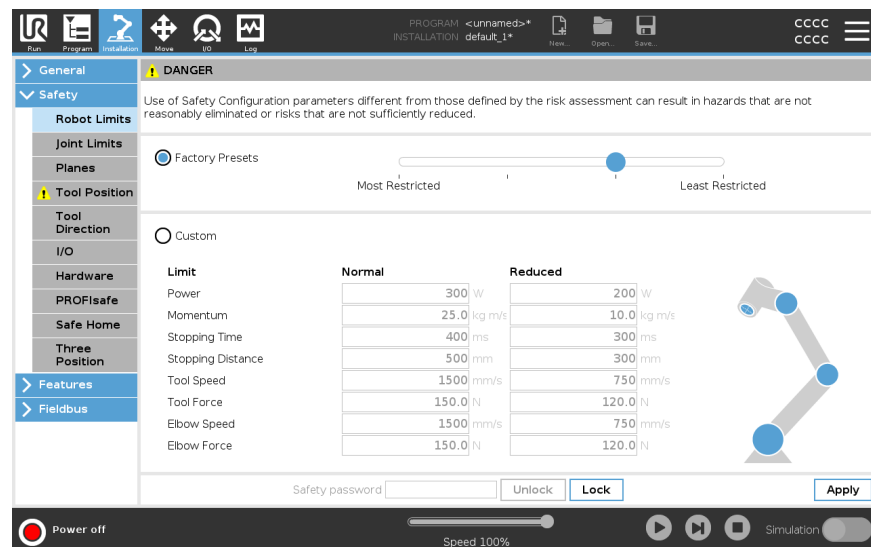 UR
PROGRAM <unnamed>*
INSTALLATION default_1*
Run Program Installation Move I/O Log New... Open... Save...
CCCC
CCCC
General
Safety
Robot Limits
Joint Limits
Planes
Tool Position
Tool
Direction
I/O
Hardware
PROFIsafe
Safe Home
Three
Position
Features
Fieldbus
DANGER
Use of Safety Configuration parameters different from those defined by the risk assessment can result in hazards that are not
reasonably eliminated or risks that are not sufficiently reduced.
Factory Presets
Most Restricted Least Restricted
Custom
Limit Normal Reduced
Power 300 W 200 W
Momentum 25.0 kg m/s 10.0 kg m/s
Stopping Time 400 ms 300 ms
Stopping Distance 500 mm 300 mm
Tool Speed 1500 mm/s 750 mm/s
Tool Force 150.0 N 120.0 N
Elbow Speed 1500 mm/s 750 mm/s
Elbow Force 150.0 N 120.0 N
Safety password Unlock Lock Apply
Power off
Speed 100%
Simulation